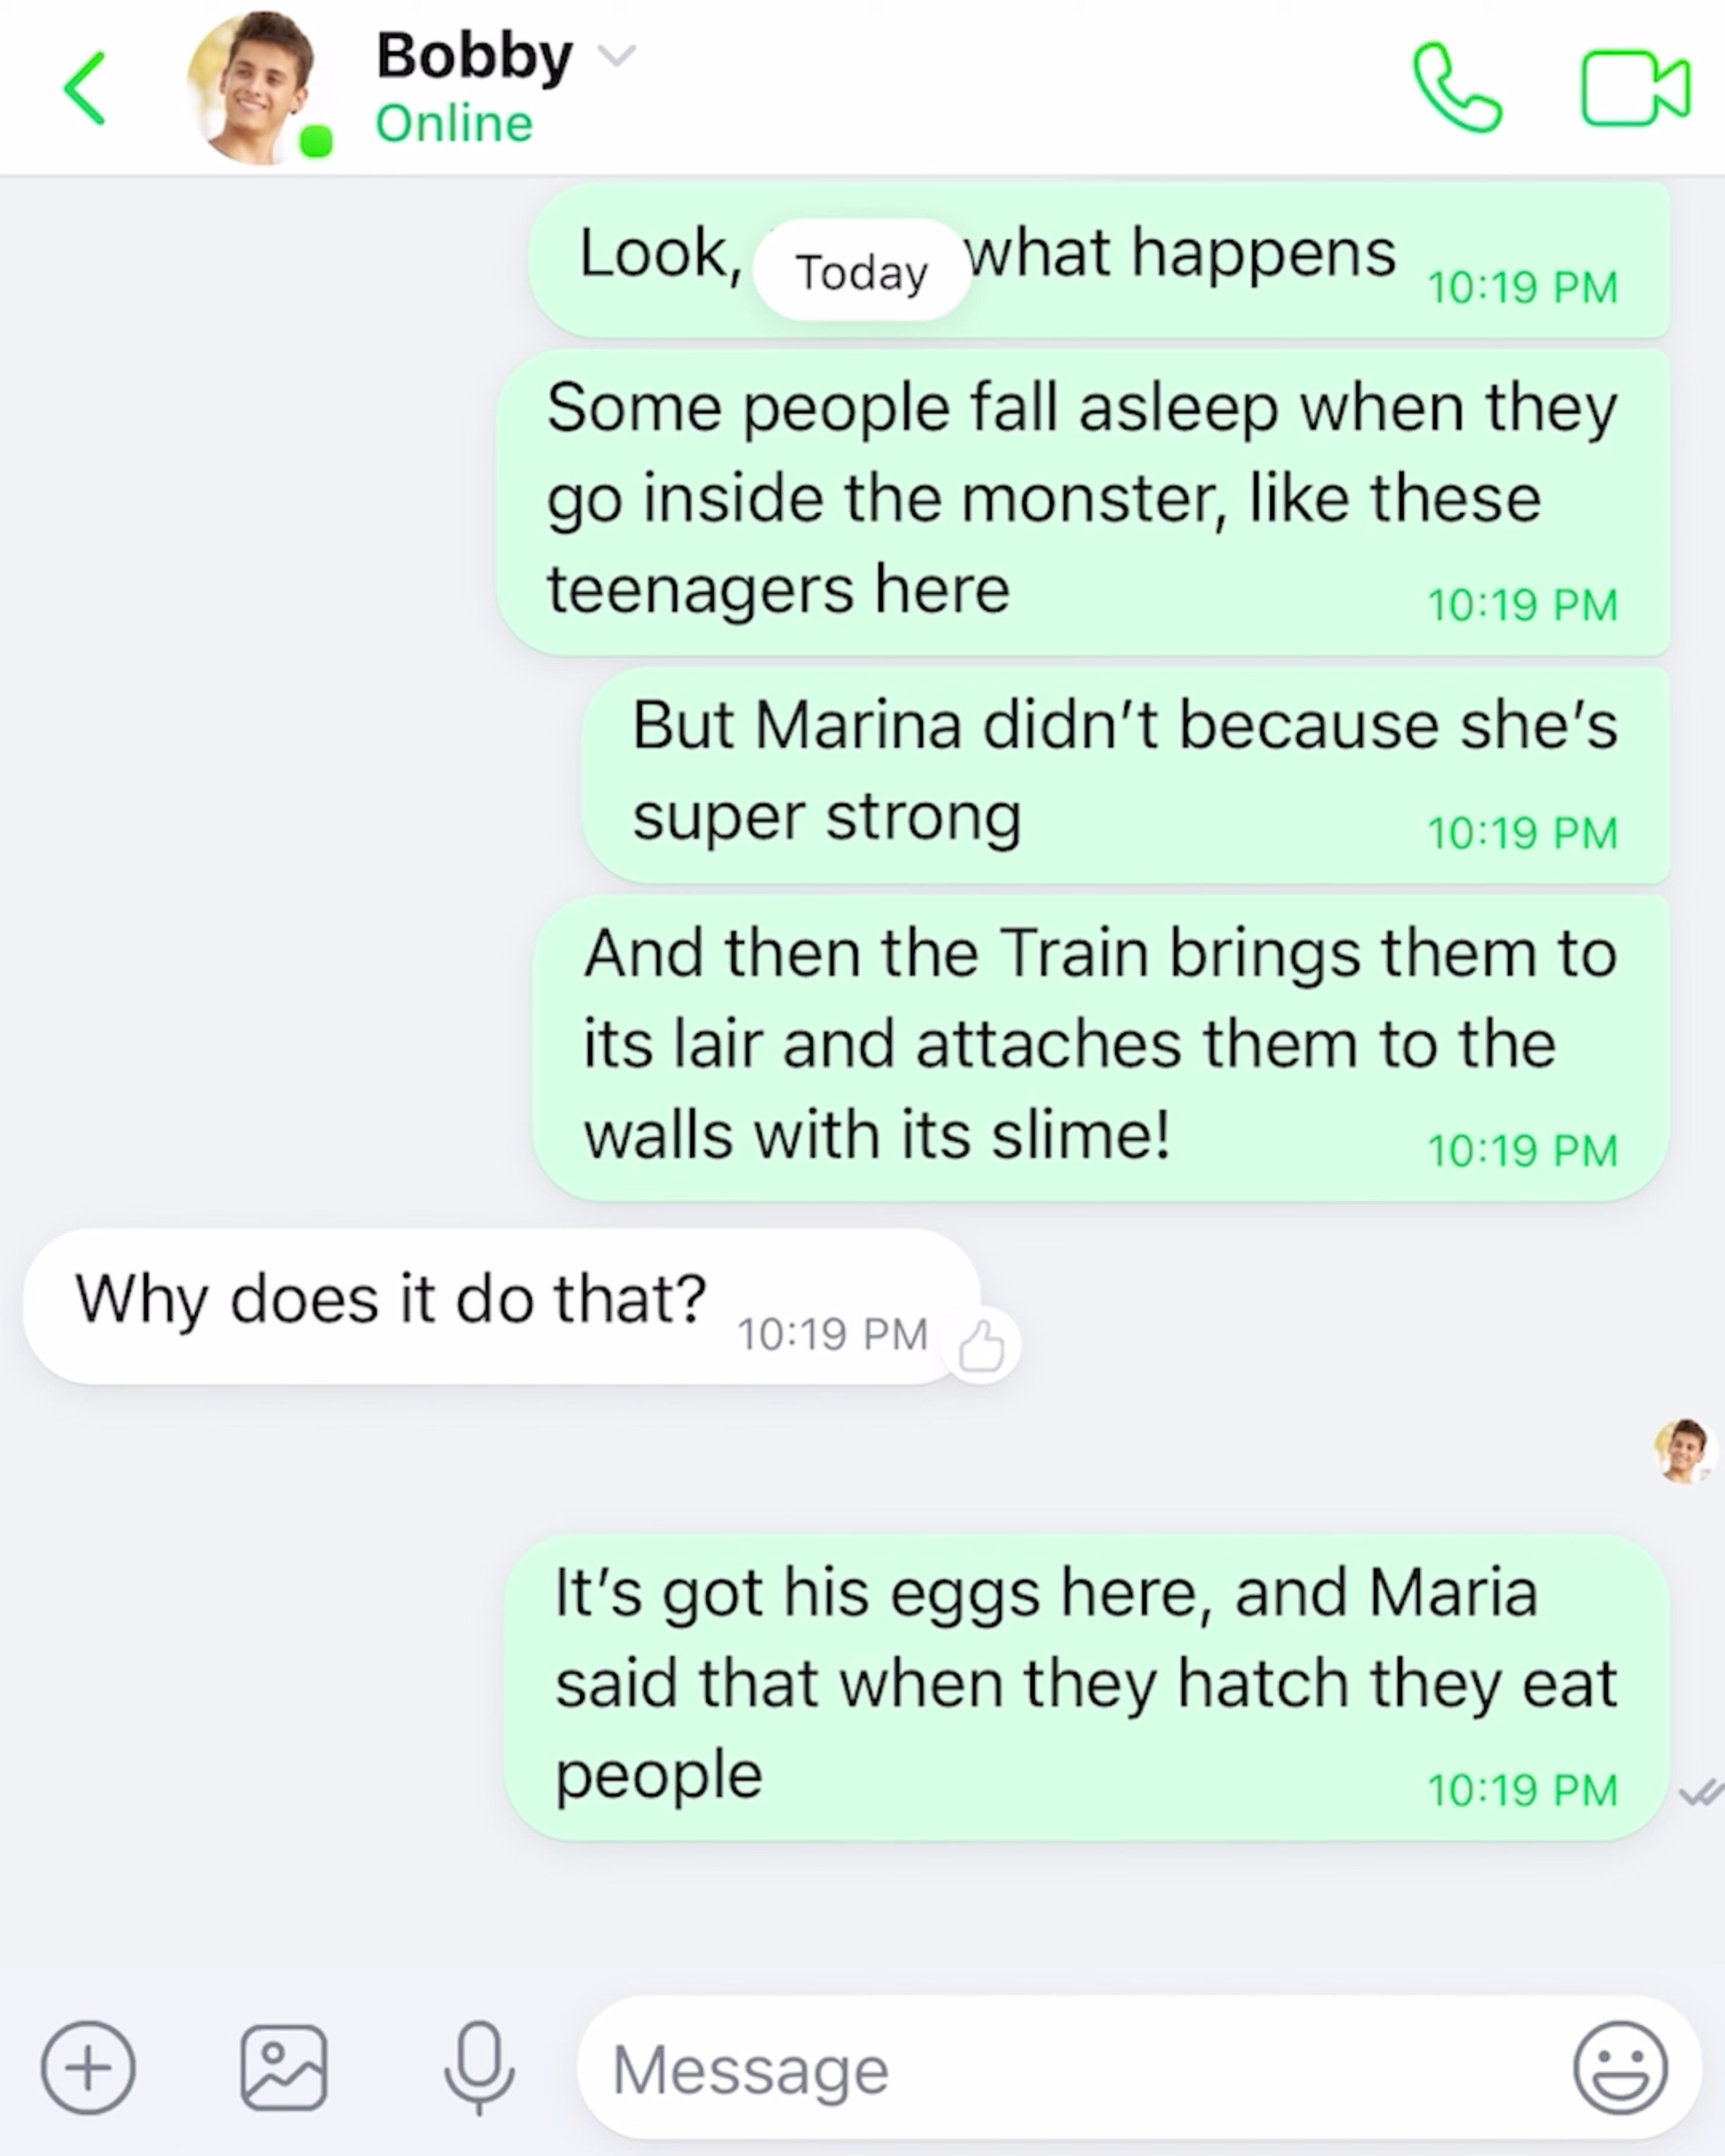 Bobby
Online
Look, what happens
Today
10:19 PM
Some people fall asleep when they
go inside the monster, like these
teenagers here
10:19 PM
But Marina didn’t because she’s
super strong
10:19 PM
And then the Train brings them to
its lair and attaches them to the
walls with its slime!
10:19 PM
Why does it do that?
10:19 PM
It’s got his eggs here, and Maria
said that when they hatch they eat
people
10:19 PM
Message